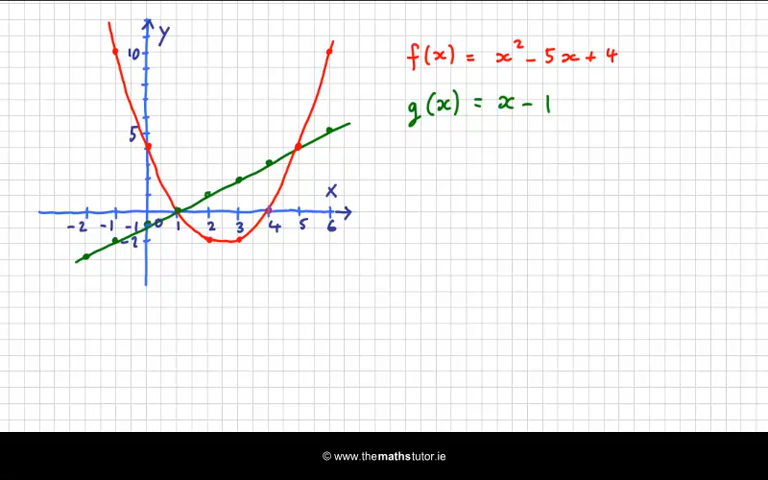 y
10
f(x) = x² - 5x + 4
g(x) = x - 1
5
x
-2 -1 0 1 2 3 4 5 6
-1
-2
© www.themathstutor.ie